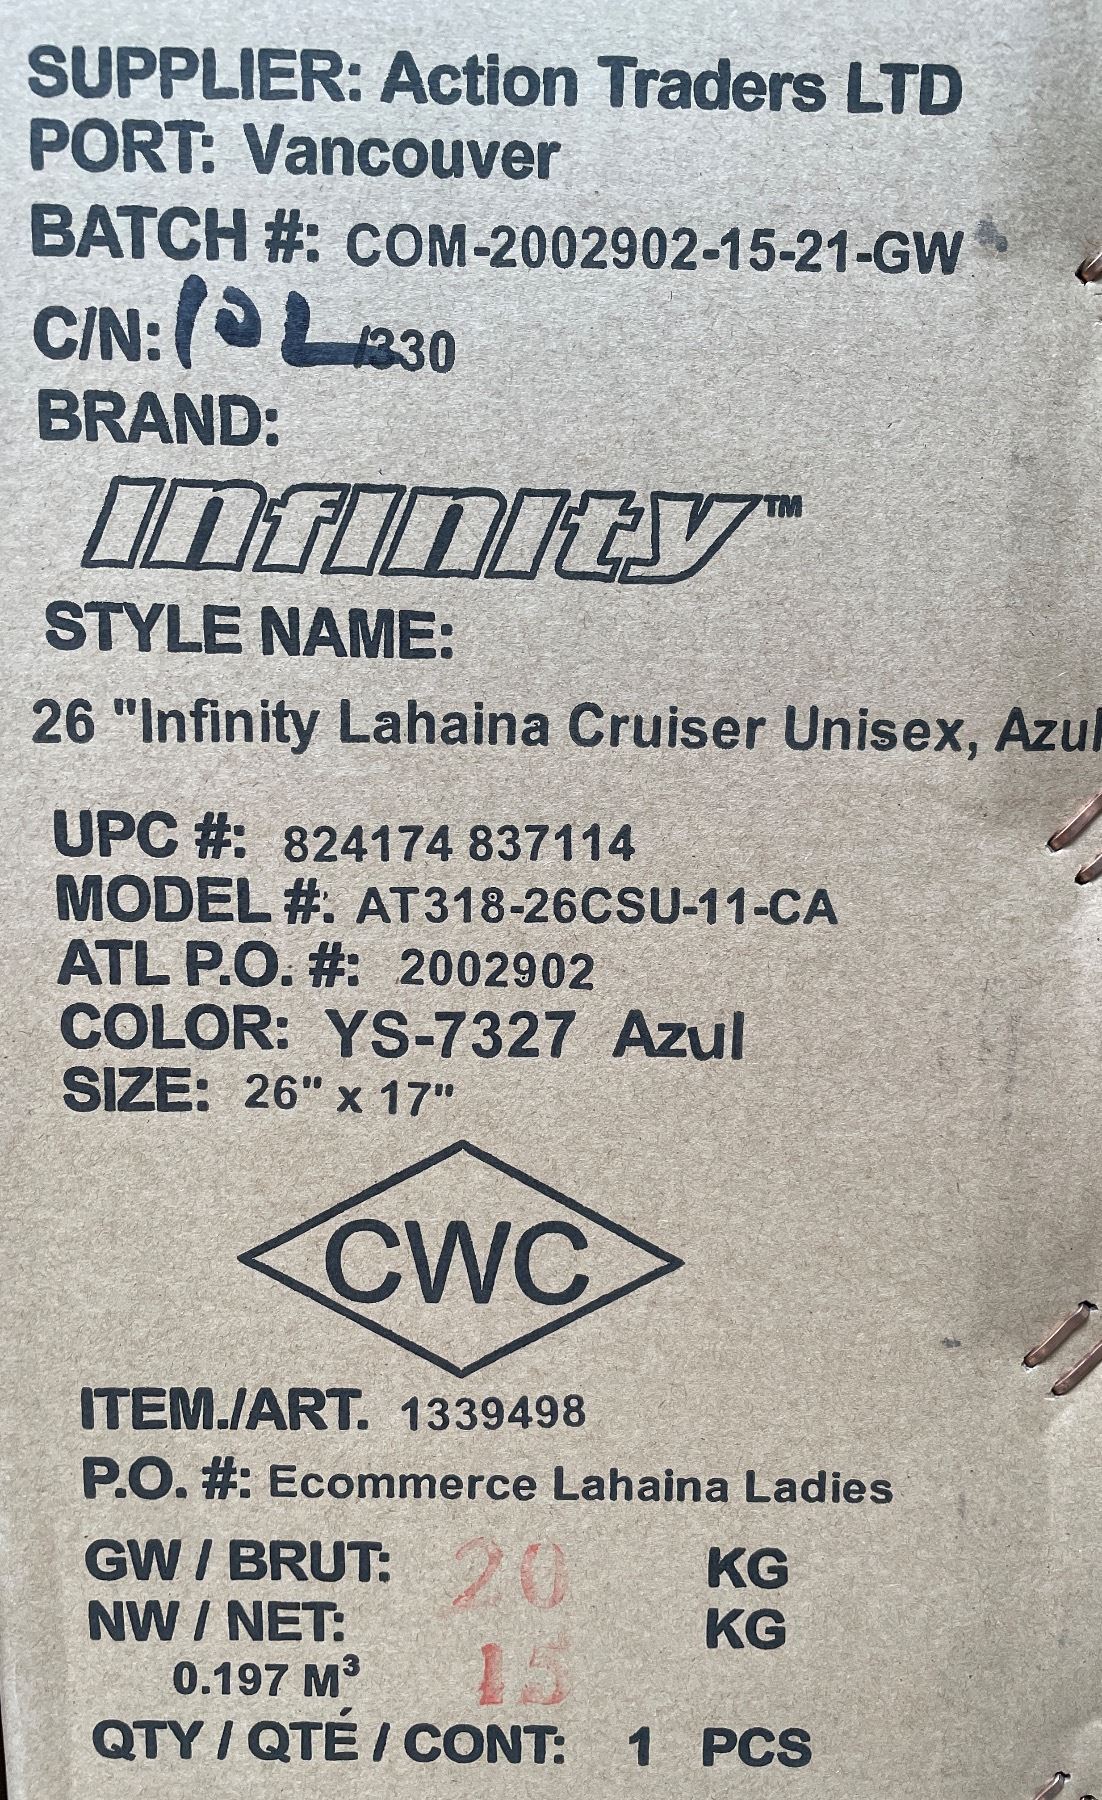 SUPPLIER: Action Traders LTD
PORT: Vancouver
BATCH #: COM-2002902-15-21-GW
C/N: /330
BRAND:
Infinity™
STYLE NAME:
26 "Infinity Lahaina Cruiser Unisex, Azul
UPC #: 824174 837114
MODEL #: AT318-26CSU-11-CA
ATL P.O. #: 2002902
COLOR: YS-7327 Azul
SIZE: 26" x 17"
CWC
ITEM./ART. 1339498
P.O. #: Ecommerce Lahaina Ladies
GW / BRUT: 20 KG
NW / NET: 15 KG
0.197 M³
QTY / QTÉ / CONT: 1 PCS